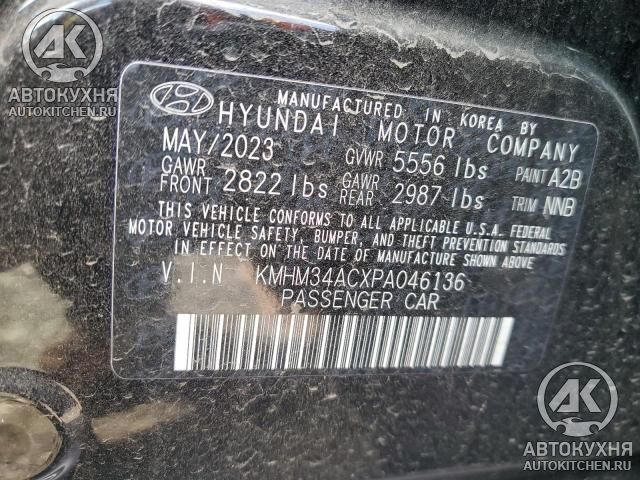 АВТОКУХНЯ
AUTOKITCHEN.RU
АВТОКУХНЯ
AUTOKITCHEN.RU
MANUFACTURED IN KOREA BY
HYUNDAI MOTOR COMPANY
MAY/2023 GVWR 5556 lbs PAINT A2B
GAWR FRONT 2822 lbs GAWR REAR 2987 lbs TRIM NNB
THIS VEHICLE CONFORMS TO ALL APPLICABLE U.S.A. FEDERAL
MOTOR VEHICLE SAFETY, BUMPER, AND THEFT PREVENTION STANDARDS
IN EFFECT ON THE DATE OF MANUFACTURE SHOWN ABOVE.
V.I.N KMHM34ACXPA046136
PASSENGER CAR
AK
АВТОКУХНЯ
AUTOKITCHEN.RU